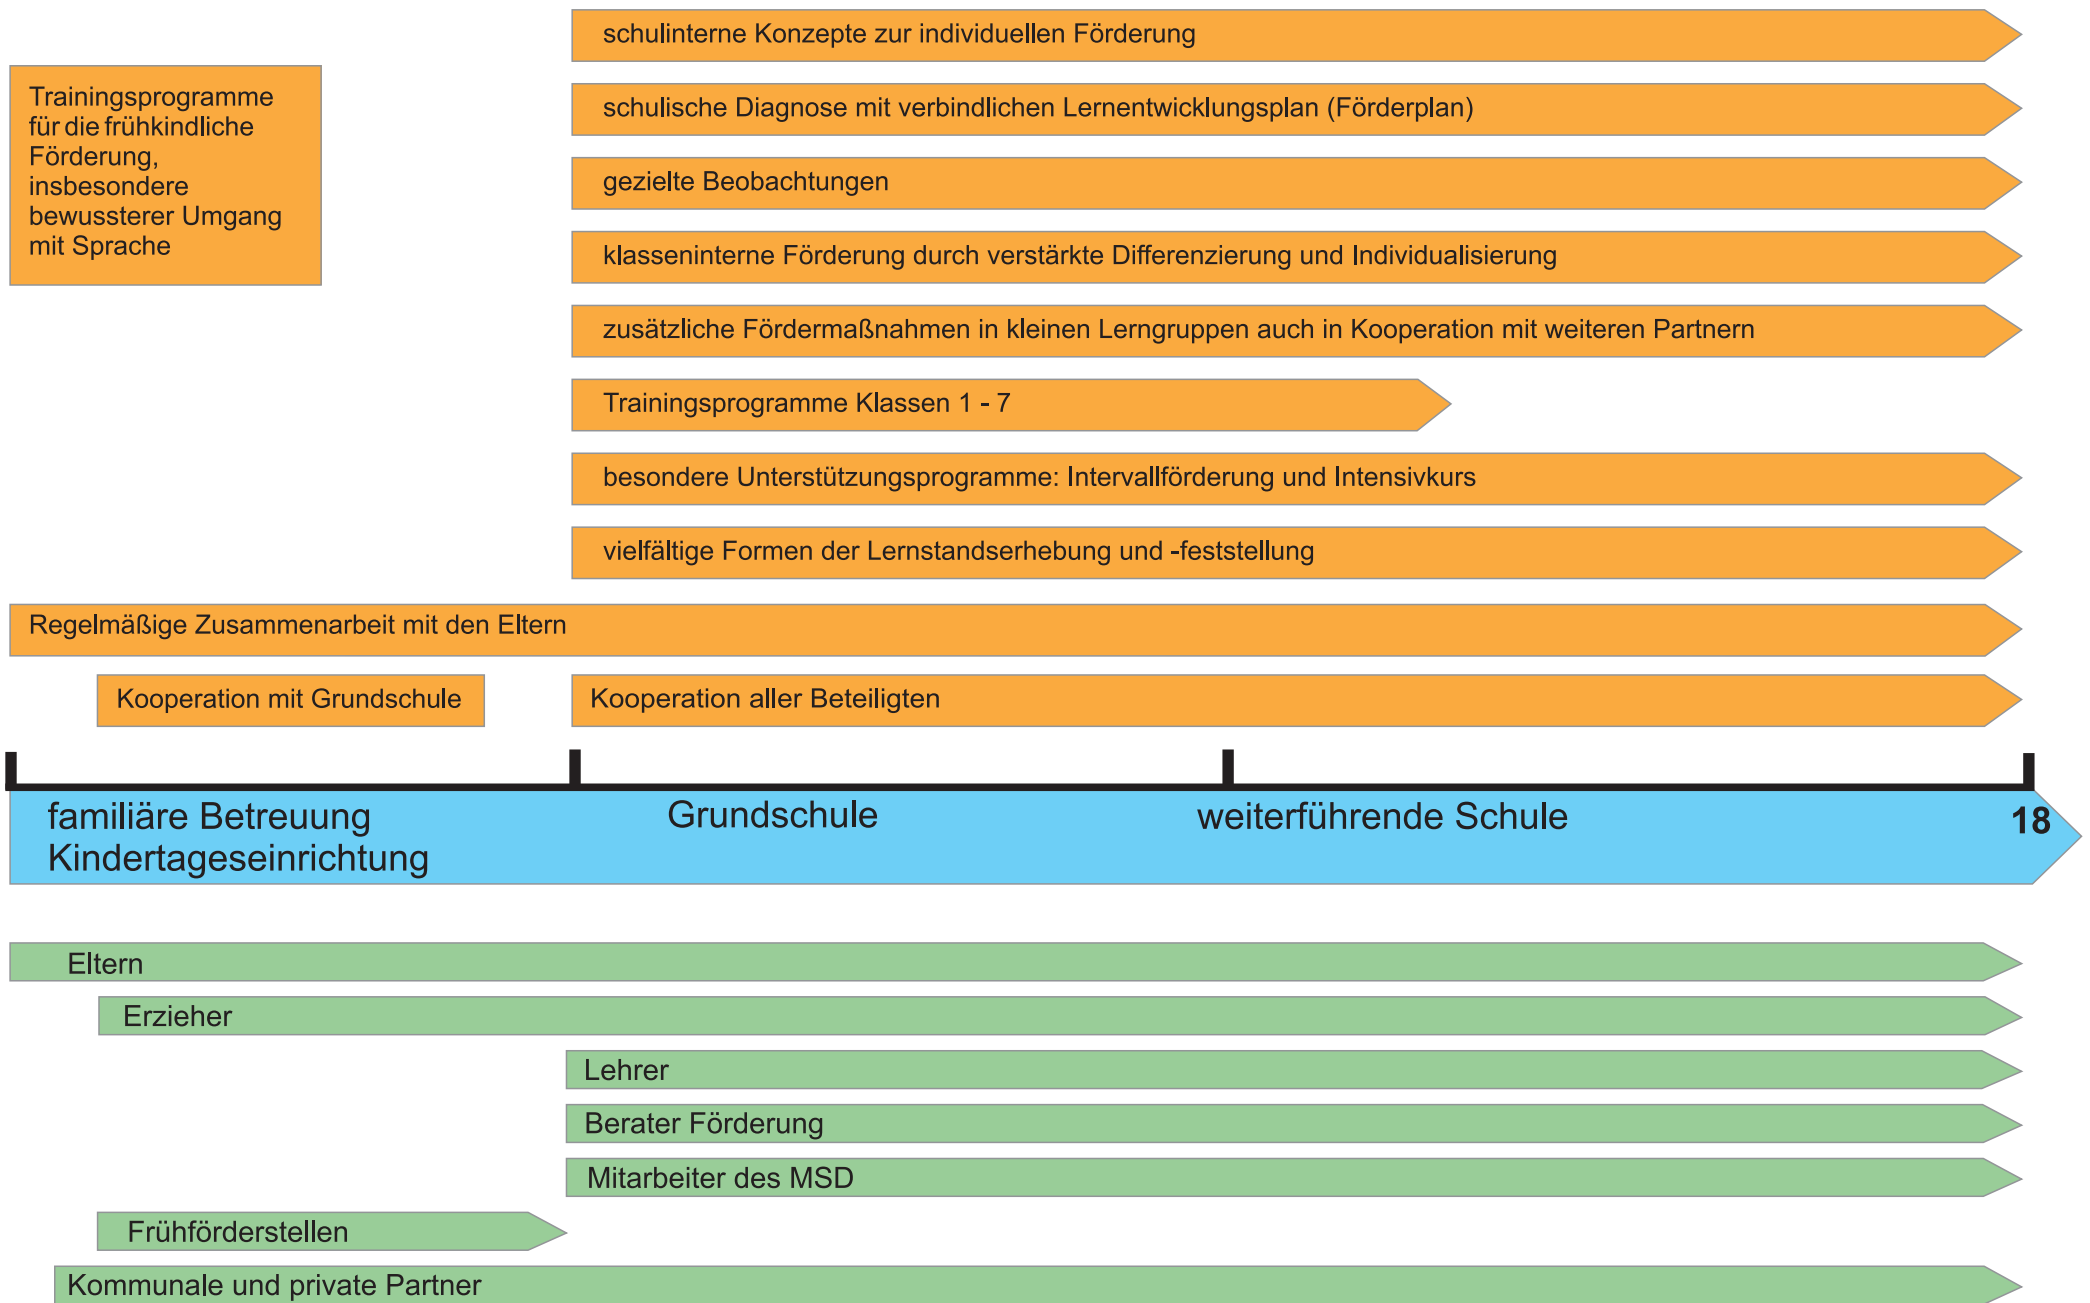 schulinterne Konzepte zur individuellen Förderung
Trainingsprogramme
für die frühkindliche
Förderung,
insbesondere
bewussterer Umgang
mit Sprache
schulische Diagnose mit verbindlichen Lernentwicklungsplan (Förderplan)
gezielte Beobachtungen
klasseninterne Förderung durch verstärkte Differenzierung und Individualisierung
zusätzliche Fördermaßnahmen in kleinen Lerngruppen auch in Kooperation mit weiteren Partnern
Trainingsprogramme Klassen 1 - 7
besondere Unterstützungsprogramme: Intervallförderung und Intensivkurs
vielfältige Formen der Lernstandserhebung und -feststellung
Regelmäßige Zusammenarbeit mit den Eltern
Kooperation mit Grundschule
Kooperation aller Beteiligten
familiäre Betreuung
Kindertageseinrichtung
Grundschule
weiterführende Schule
18
Eltern
Erzieher
Lehrer
Berater Förderung
Mitarbeiter des MSD
Frühförderstellen
Kommunale und private Partner